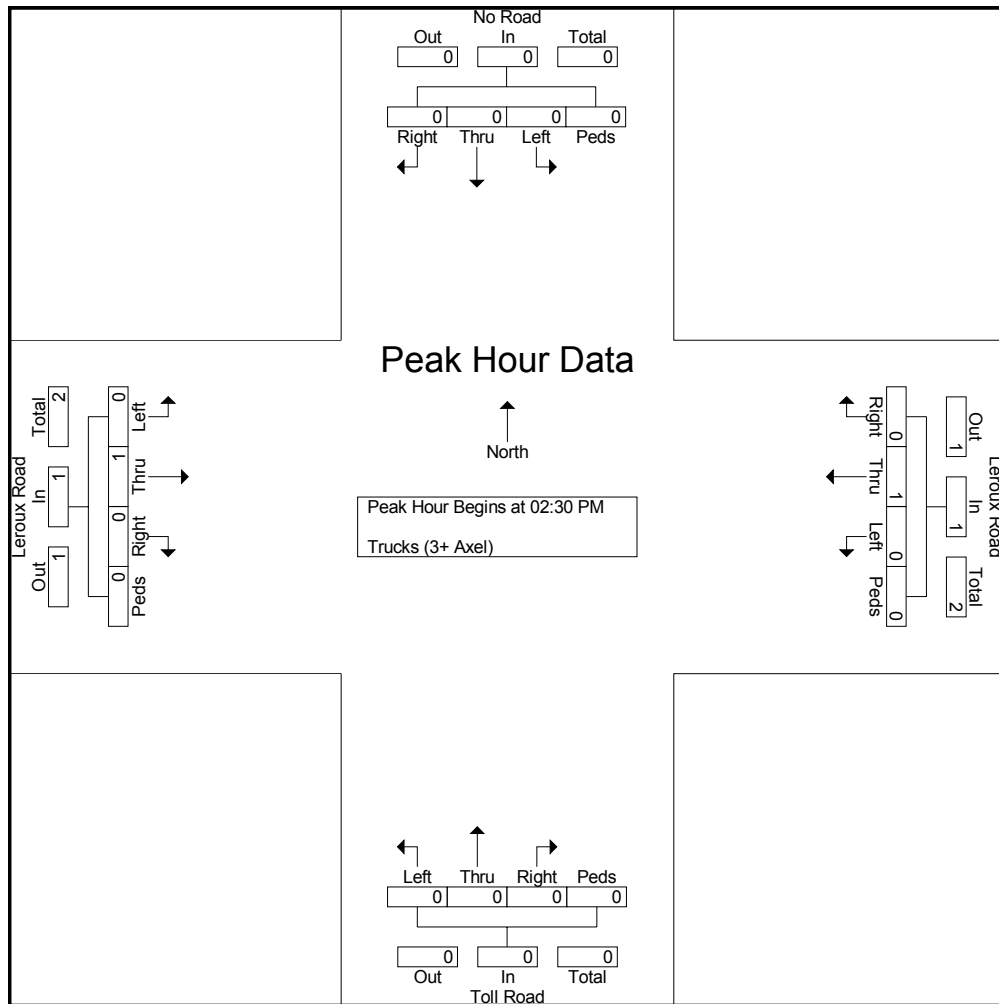 No Road
Out In Total
0 0 0
0 0 0 0
Right Thru Left Peds
Peak Hour Data
North
Peak Hour Begins at 02:30 PM
Trucks (3+ Axel)
Leroux Road
Out In Total
1 1 2
Left Thru Right Peds
0 1 0 0
Leroux Road
Out In Total
1 1 2
Right Thru Left Peds
0 1 0 0
Left Thru Right Peds
0 0 0 0
0 0 0
Out In Total
Toll Road